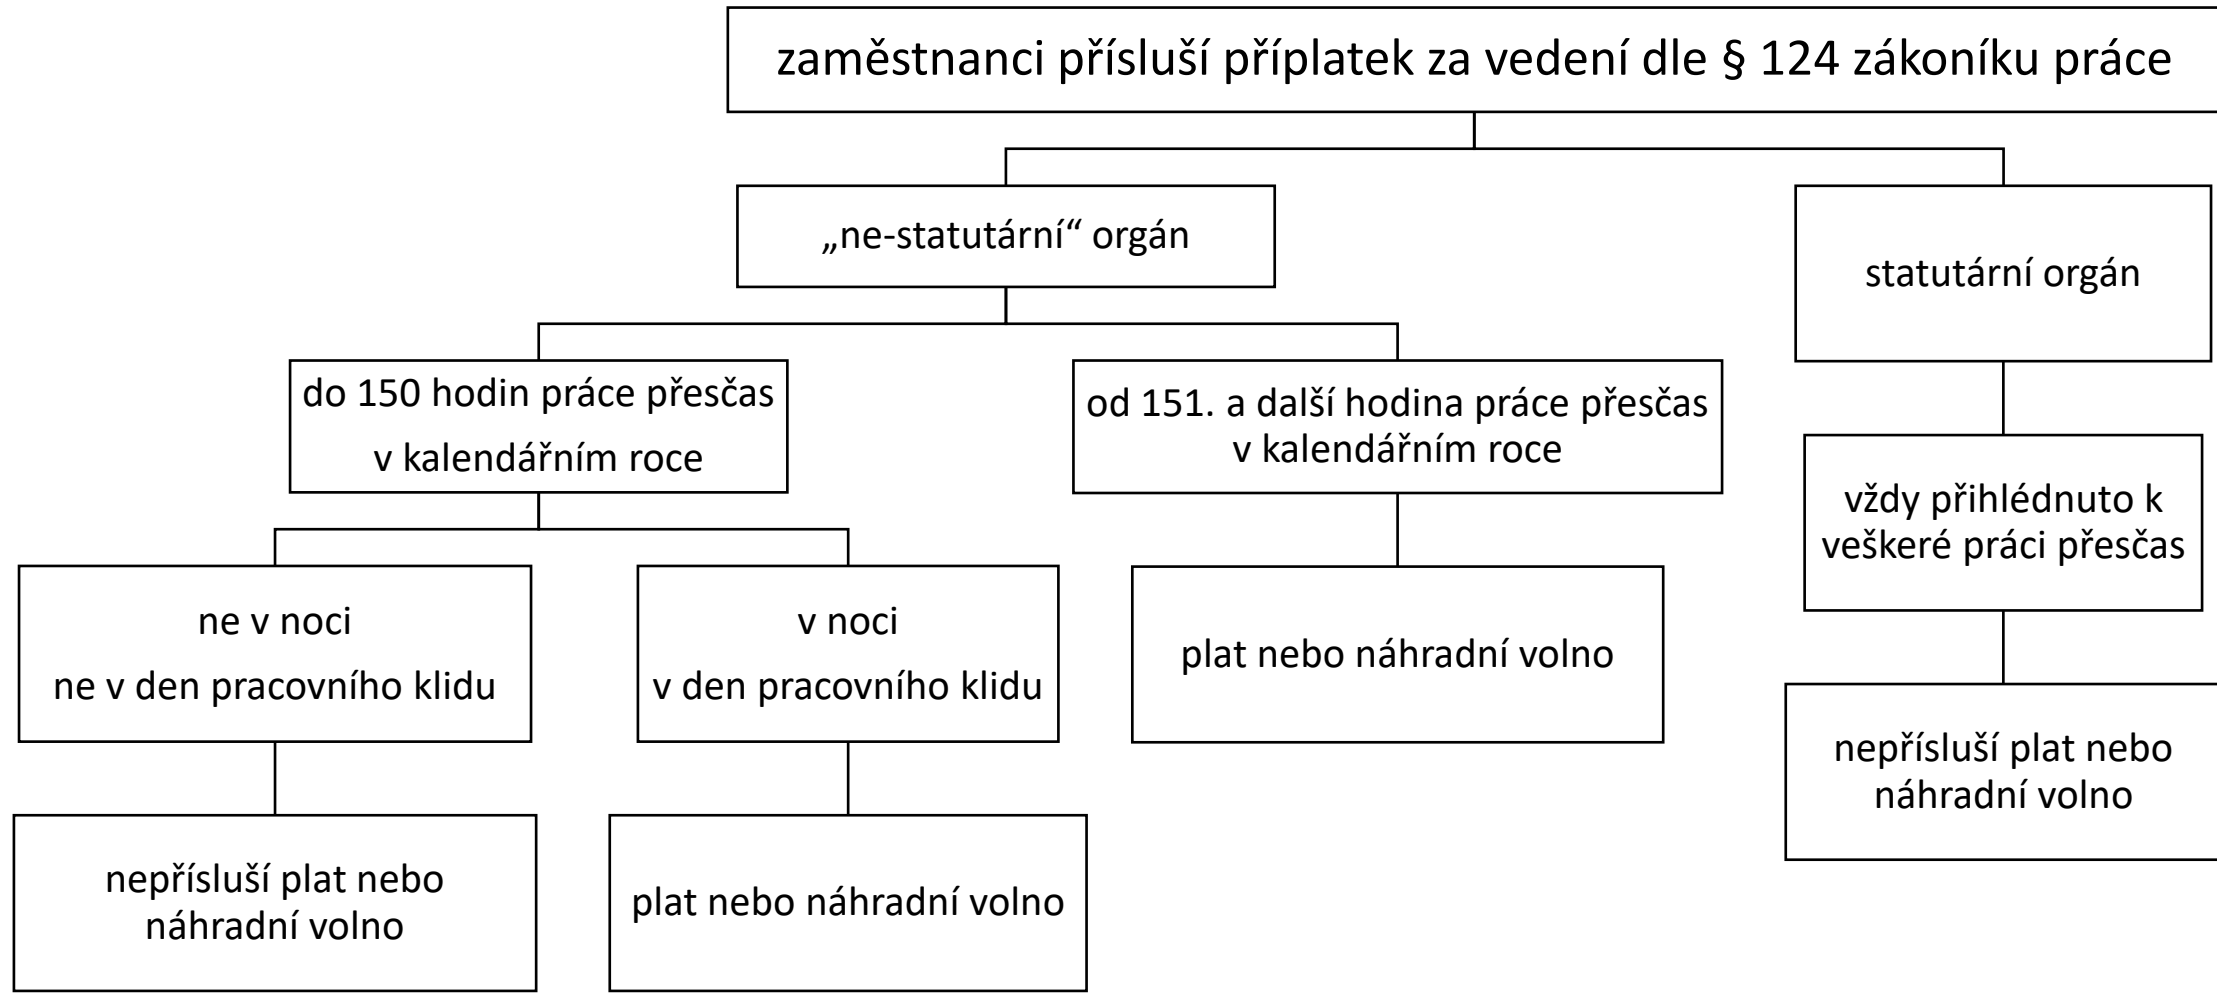 zaměstnanci přísluší příplatek za vedení dle § 124 zákoníku práce
„ne-statutární“ orgán
statutární orgán
do 150 hodin práce přesčas
v kalendářním roce
od 151. a další hodina práce přesčas
v kalendářním roce
vždy přihlédnuto k
veškeré práci přesčas
ne v noci
ne v den pracovního klidu
v noci
v den pracovního klidu
plat nebo náhradní volno
nepřísluší plat nebo
náhradní volno
nepřísluší plat nebo
náhradní volno
plat nebo náhradní volno